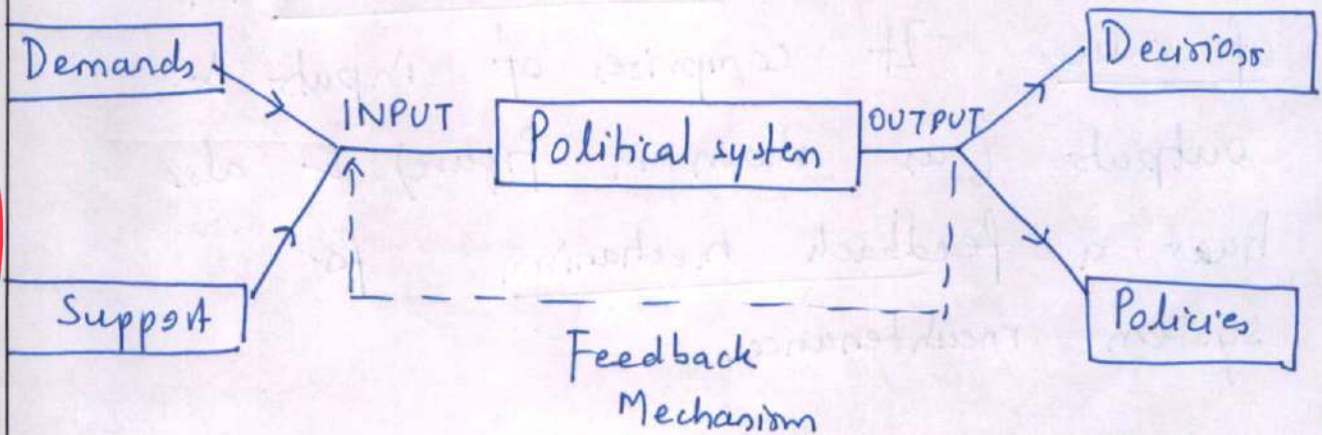 Demands
Decisions
INPUT
Political system
OUTPUT
Support
Policies
Feedback
Mechanism